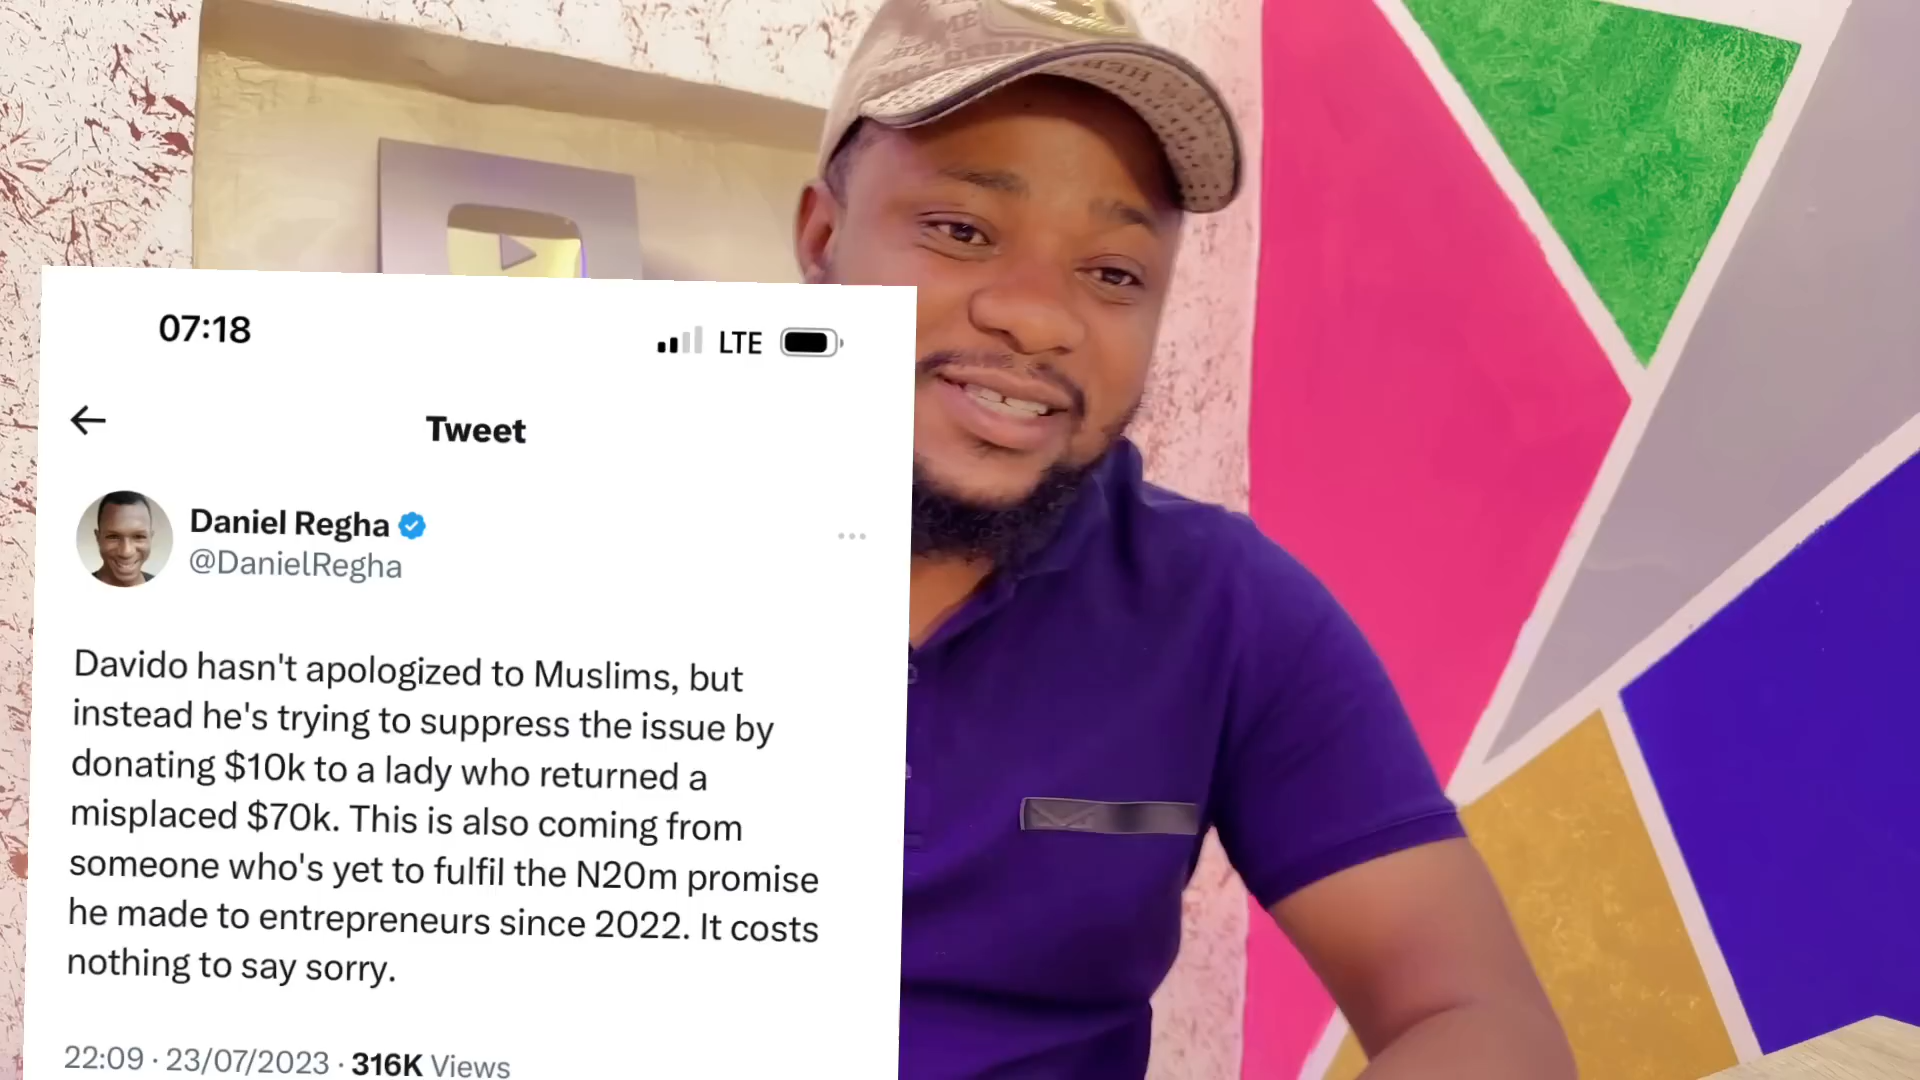 07:18
LTE
Tweet
Daniel Regha
@DanielRegha
Davido hasn't apologized to Muslims, but
instead he's trying to suppress the issue by
donating $10k to a lady who returned a
misplaced $70k. This is also coming from
someone who's yet to fulfil the N20m promise
he made to entrepreneurs since 2022. It costs
nothing to say sorry.
22:09 · 23/07/2023 · 316K Views